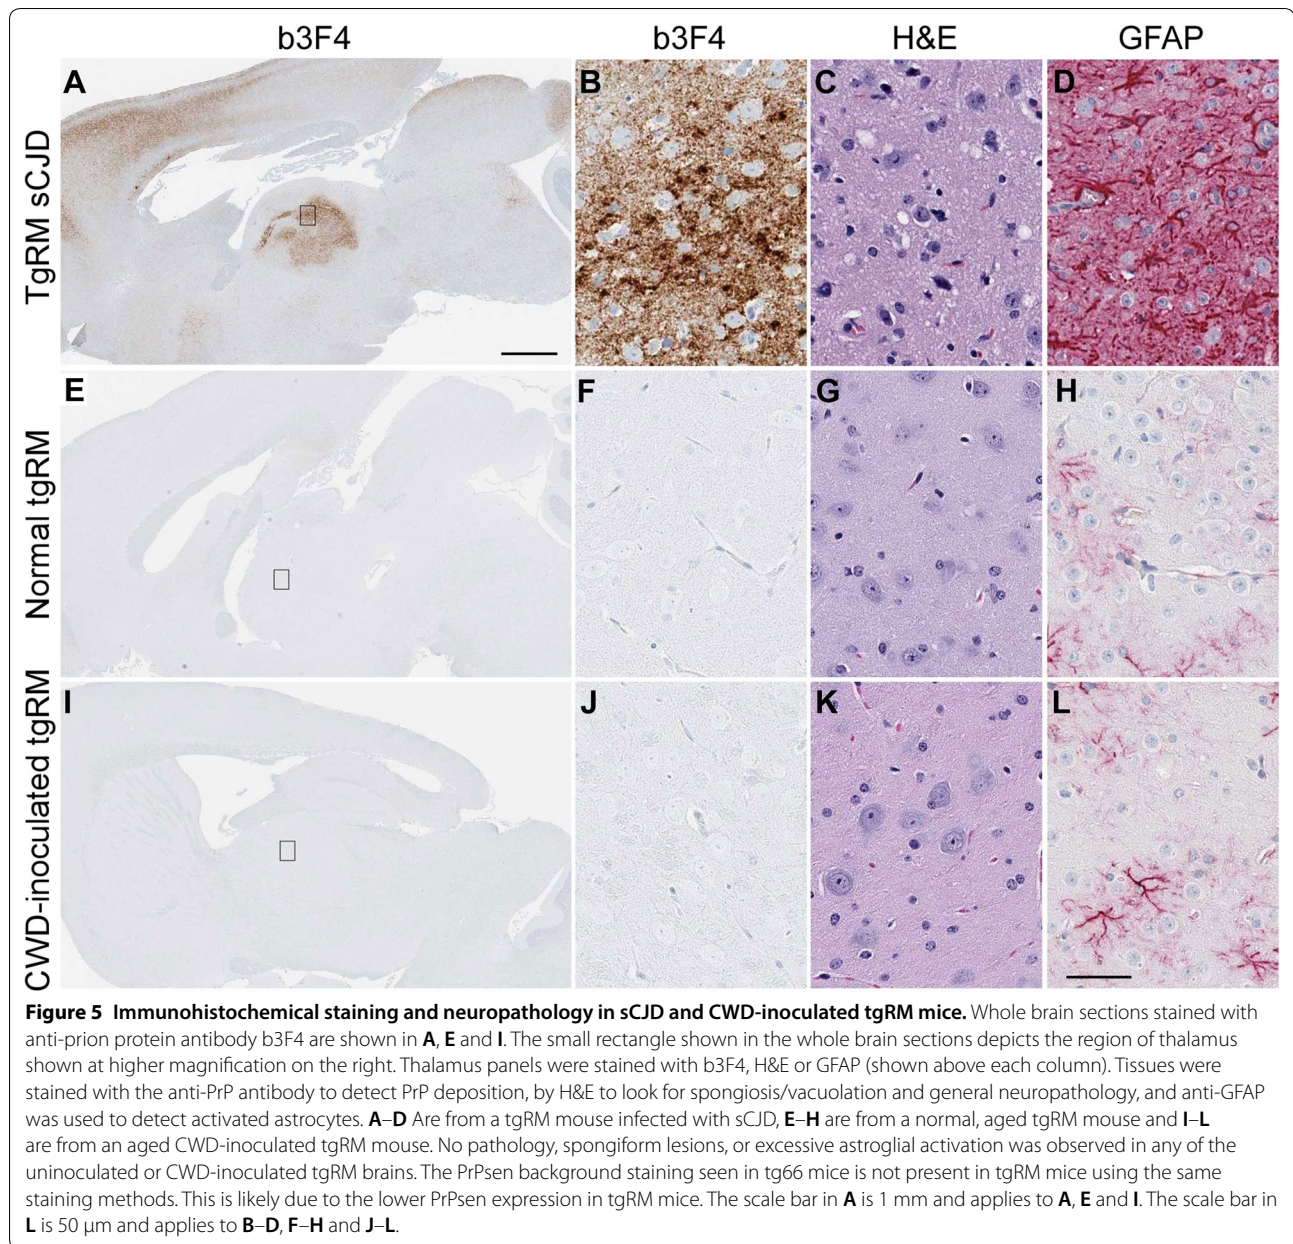 b3F4 b3F4 H&E GFAP
TgRM sCJD
A B C D
Normal tgRM
E F G H
CWD-inoculated tgRM
I J K L
Figure 5 Immunohistochemical staining and neuropathology in sCJD and CWD-inoculated tgRM mice. Whole brain sections stained with
anti-prion protein antibody b3F4 are shown in A, E and I. The small rectangle shown in the whole brain sections depicts the region of thalamus
shown at higher magnification on the right. Thalamus panels were stained with b3F4, H&E or GFAP (shown above each column). Tissues were
stained with the anti-PrP antibody to detect PrP deposition, by H&E to look for spongiosis/vacuolation and general neuropathology, and anti-GFAP
was used to detect activated astrocytes. A–D Are from a tgRM mouse infected with sCJD, E–H are from a normal, aged tgRM mouse and I–L
are from an aged CWD-inoculated tgRM mouse. No pathology, spongiform lesions, or excessive astroglial activation was observed in any of the
uninoculated or CWD-inoculated tgRM brains. The PrPsen background staining seen in tg66 mice is not present in tgRM mice using the same
staining methods. This is likely due to the lower PrPsen expression in tgRM mice. The scale bar in A is 1 mm and applies to A, E and I. The scale bar in
L is 50 μm and applies to B–D, F–H and J–L.